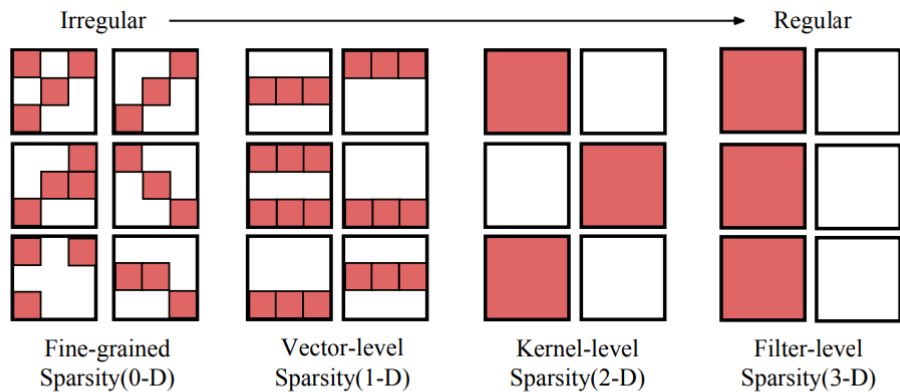 Irregular
Regular
Fine-grained
Sparsity(0-D)
Vector-level
Sparsity(1-D)
Kernel-level
Sparsity(2-D)
Filter-level
Sparsity(3-D)